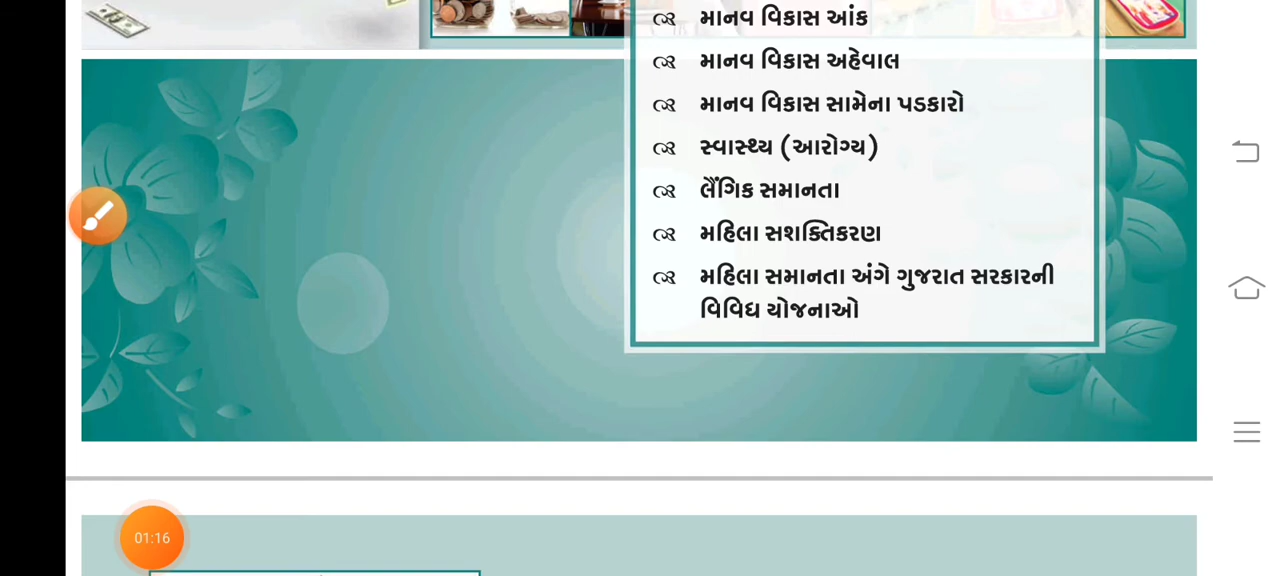 માનવ વિકાસ આંક
માનવ વિકાસ અહેવાલ
માનવ વિકાસ સામેના પડકારો
સ્વાસ્થ્ય (આરોગ્ય)
લૈંગિક સમાનતા
મહિલા સશક્તિકરણ
મહિલા સમાનતા અંગે ગુજરાત સરકારની
વિવિધ યોજનાઓ
01:16